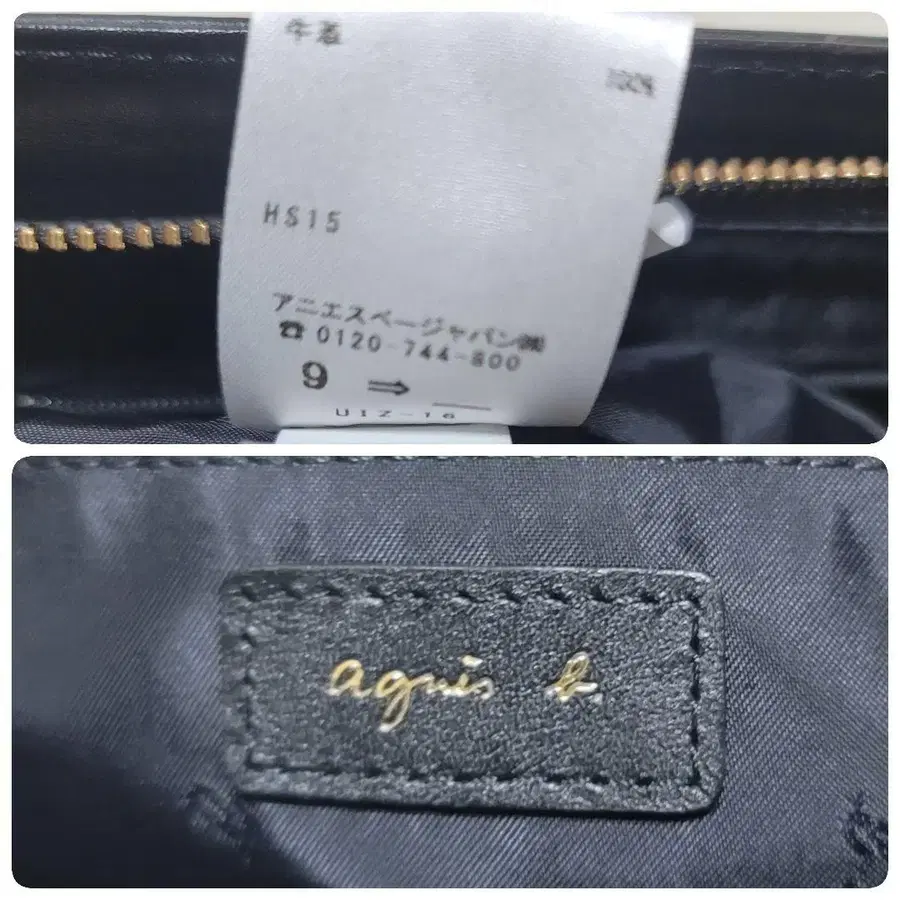 牛革
100%
HS15
アニエスベージャパン㈱
☎ 0120-744-800
9 ⇒
agnès b.